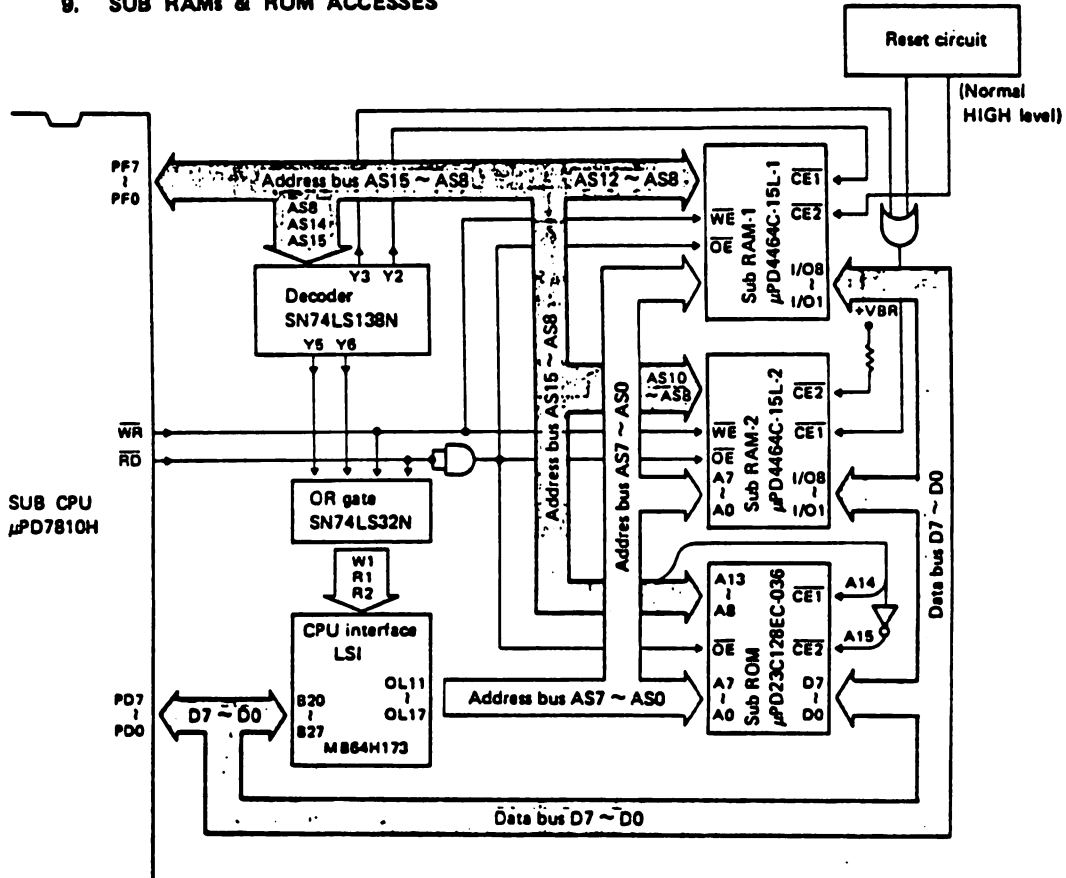 9. SUB RAMs & ROM ACCESSES
Reset circuit
(Normal
HIGH level)
PF7
~
PF0
Address bus AS15 ~ AS8
AS12 ~ AS8
AS8
AS14
AS15
Y3 Y2
Decoder
SN74LS138N
Y5 Y6
WE
OE
Sub RAM-1
µPD4464C-15L-1
CE1
CE2
I/O8
~
I/O1
+VBR
Address bus AS15 ~ AS8
Addres bus AS7 ~ AS0
AS10
~ AS8
WE
OE
A7
~
A0
Sub RAM-2
µPD4464C-15L-2
CE2
CE1
I/O8
~
I/O1
Data bus D7 ~ D0
WR
RD
SUB CPU
µPD7810H
OR gate
SN74LS32N
W1
R1
R2
CPU interface
LSI
B20
~
B27
OL11
~
OL17
MB64H173
A13
~
A8
OE
A7
~
A0
Sub ROM
µPD23C128EC-036
CE1
CE2
D7
~
D0
A14
A15
Address bus AS7 ~ AS0
PD7
~
PD0
D7 ~ D0
Data bus D7 ~ D0